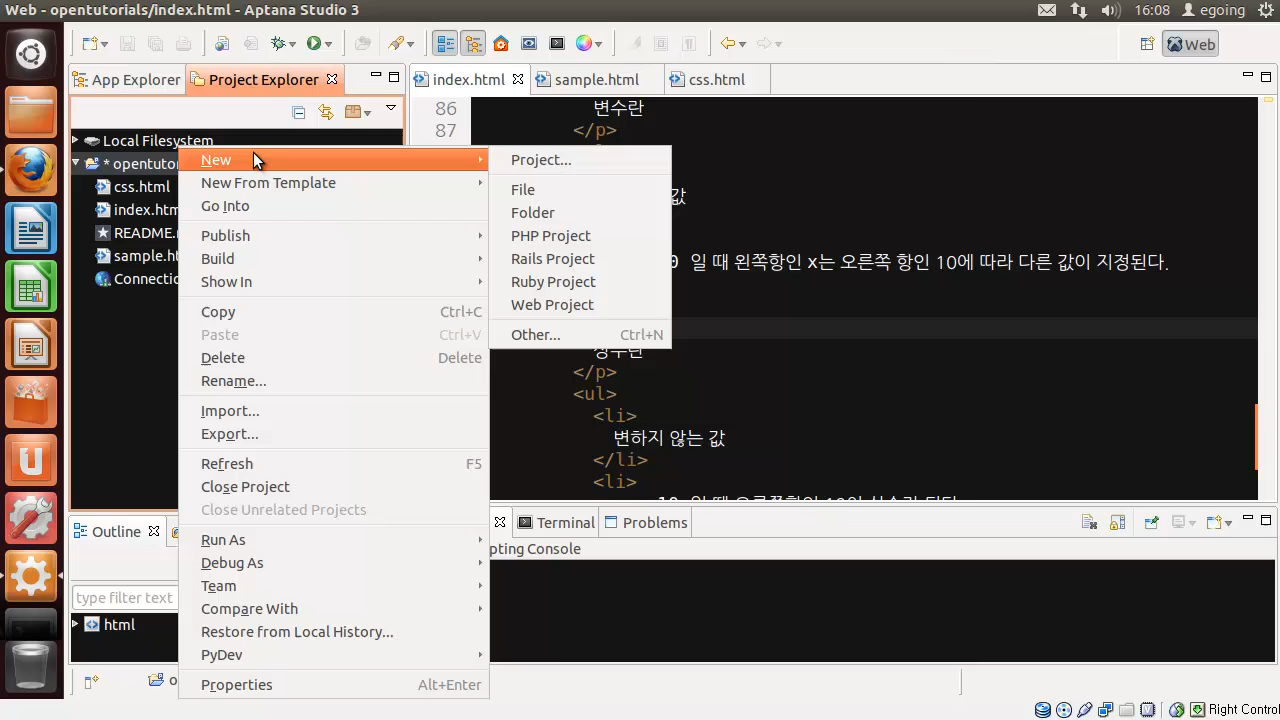 Web - opentutorials/index.html - Aptana Studio 3
16:08
egoing
Web
App Explorer
Project Explorer
index.html
sample.html
css.html
Local Filesystem
* opentuto
css.html
index.htm
README.
sample.ht
Connectio
86
87
변수란
</p>
값
0 일 때 왼쪽항인 x는 오른쪽 항인 10에 따라 다른 값이 지정된다.
상수란
</p>
<ul>
<li>
변하지 않는 값
</li>
<li>
New
New From Template
Go Into
Publish
Build
Show In
Copy Ctrl+C
Paste Ctrl+V
Delete Delete
Rename...
Import...
Export...
Refresh F5
Close Project
Close Unrelated Projects
Run As
Debug As
Team
Compare With
Restore from Local History...
PyDev
Properties Alt+Enter
Project...
File
Folder
PHP Project
Rails Project
Ruby Project
Web Project
Other... Ctrl+N
Outline
type filter text
html
Terminal
Problems
pting Console
o
Right Control